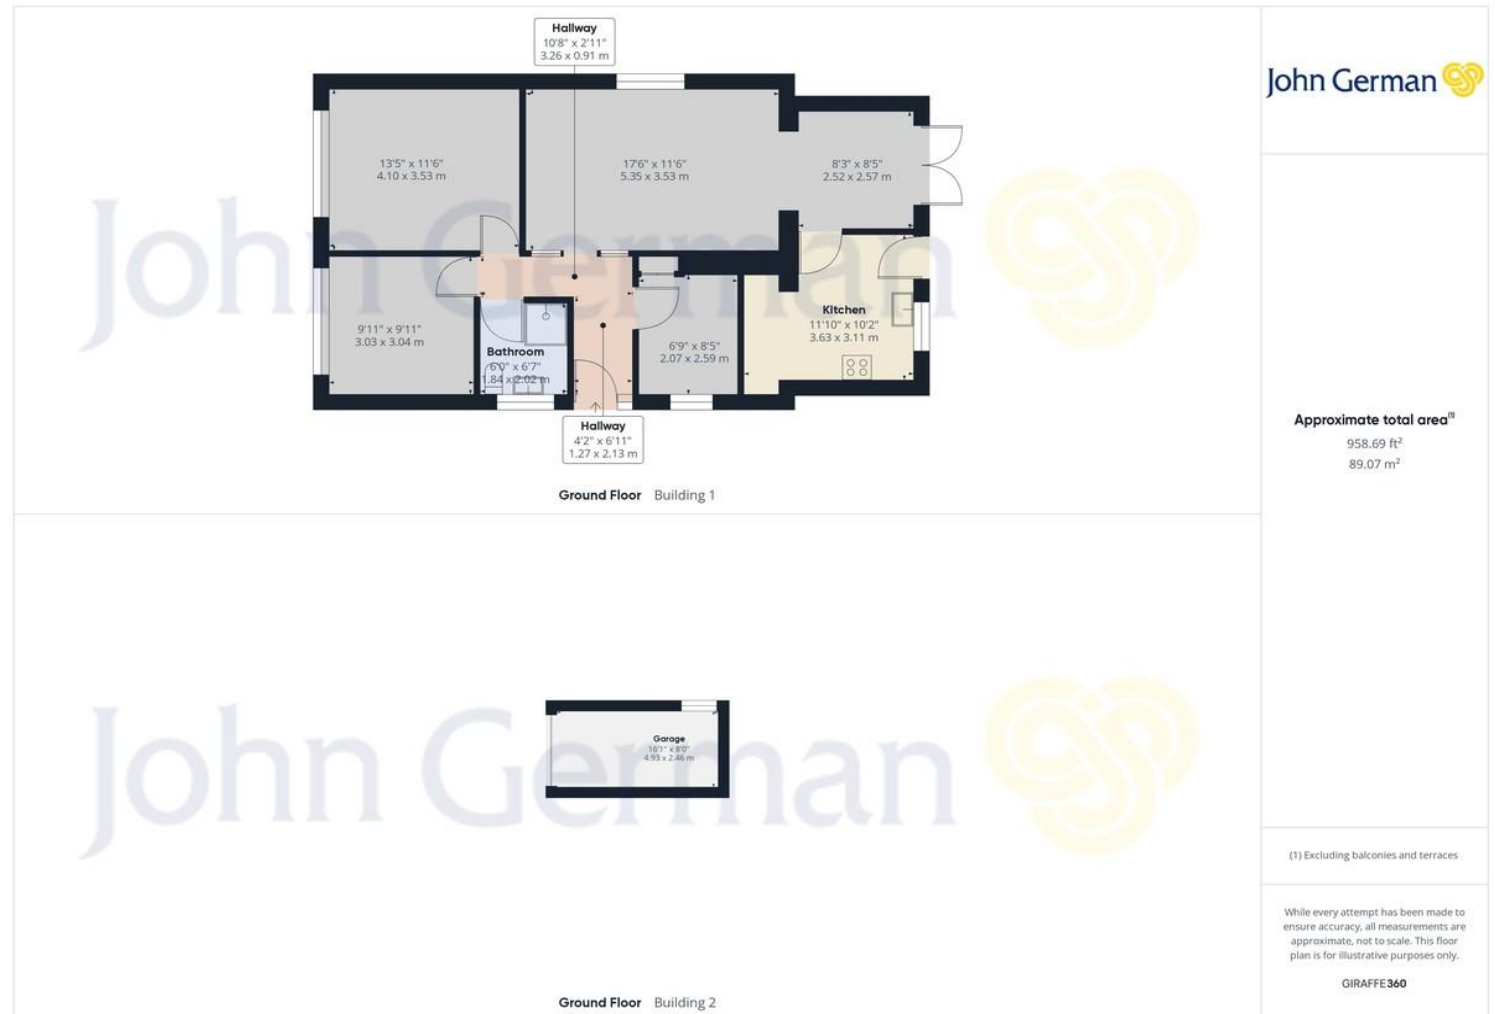 Hallway
10'8" x 2'11"
3.26 x 0.91 m
13'5" x 11'6"
4.10 x 3.53 m
17'6" x 11'6"
5.35 x 3.53 m
8'3" x 8'5"
2.52 x 2.57 m
9'11" x 9'11"
3.03 x 3.04 m
Bathroom
6'0" x 6'7"
1.84 x 2.02 m
6'9" x 8'5"
2.07 x 2.59 m
Kitchen
11'10" x 10'2"
3.63 x 3.11 m
Hallway
4'2" x 6'11"
1.27 x 2.13 m
John German
Ground Floor Building 1
Garage
16'1" x 8'0"
4.93 x 2.46 m
John German
Ground Floor Building 2
John German
Approximate total area(1)
958.69 ft²
89.07 m²
(1) Excluding balconies and terraces
While every attempt has been made to
ensure accuracy, all measurements are
approximate, not to scale. This floor
plan is for illustrative purposes only.
GIRAFFE360